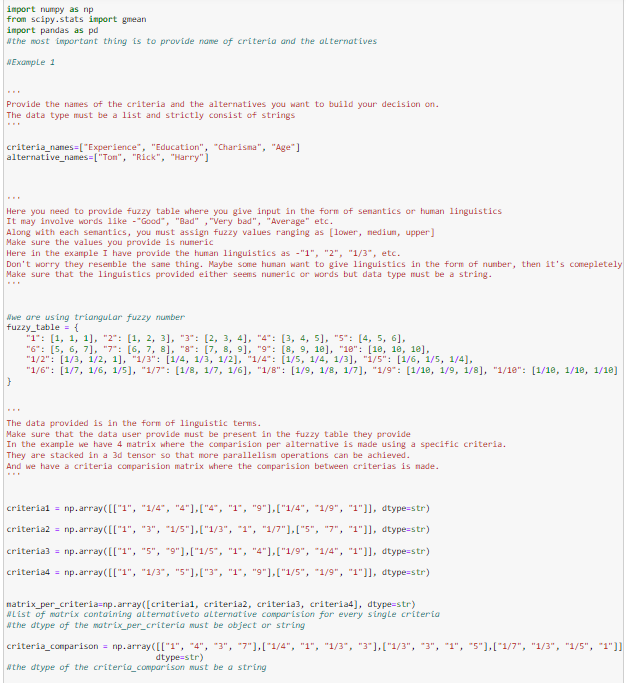 import numpy as np
from scipy.stats import gmean
import pandas as pd
#the most important thing is to provide name of criteria and the alternatives
#Example 1
'''
Provide the names of the criteria and the alternatives you want to build your decision on.
The data type must be a list and strictly consist of strings
'''
criteria_names=["Experience", "Education", "Charisma", "Age"]
alternative_names=["Tom", "Rick", "Harry"]
'''
Here you need to provide fuzzy table where you give input in the form of semantics or human linguistics
It may involve words like -"Good", "Bad" ,"Very bad", "Average" etc.
Along with each semantics, you must assign fuzzy values ranging as [lower, medium, upper]
Make sure the values you provide is numeric
Here in the example I have provide the human linguistics as -"1", "2", "1/3", etc.
Don't worry they resemble the same thing. Maybe some human want to give linguistics in the form of number, then it's comepletely
Make sure that the linguistics provided either seems numeric or words but data type must be a string.
'''
#we are using triangular fuzzy number
fuzzy_table = {
"1": [1, 1, 1], "2": [1, 2, 3], "3": [2, 3, 4], "4": [3, 4, 5], "5": [4, 5, 6],
"6": [5, 6, 7], "7": [6, 7, 8], "8": [7, 8, 9], "9": [8, 9, 10], "10": [10, 10, 10],
"1/2": [1/3, 1/2, 1], "1/3": [1/4, 1/3, 1/2], "1/4": [1/5, 1/4, 1/3], "1/5": [1/6, 1/5, 1/4],
"1/6": [1/7, 1/6, 1/5], "1/7": [1/8, 1/7, 1/6], "1/8": [1/9, 1/8, 1/7], "1/9": [1/10, 1/9, 1/8], "1/10": [1/10, 1/10, 1/10]
}
'''
The data provided is in the form of linguistic terms.
Make sure that the data user provide must be present in the fuzzy table they provide
In the example we have 4 matrix where the comparision per alternative is made using a specific criteria.
They are stacked in a 3d tensor so that more parallelism operations can be achieved.
And we have a criteria comparision matrix where the comparision between criterias is made.
'''
criteria1 = np.array([["1", "1/4", "4"],["4", "1", "9"],["1/4", "1/9", "1"]], dtype=str)
criteria2 = np.array([["1", "3", "1/5"],["1/3", "1", "1/7"],["5", "7", "1"]], dtype=str)
criteria3 = np.array([["1", "5", "9"],["1/5", "1", "4"],["1/9", "1/4", "1"]], dtype=str)
criteria4 = np.array([["1", "1/3", "5"],["3", "1", "9"],["1/5", "1/9", "1"]], dtype=str)
matrix_per_criteria=np.array([criteria1, criteria2, criteria3, criteria4], dtype=str)
#list of matrix containing alternativeto alternative comparision for every single criteria
#the dtype of the matrix_per_criteria must be object or string
criteria_comparison = np.array([["1", "4", "3", "7"],["1/4", "1", "1/3", "3"],["1/3", "3", "1", "5"],["1/7", "1/3", "1/5", "1"]]
dtype=str)
#the dtype of the criteria_comparison must be a string